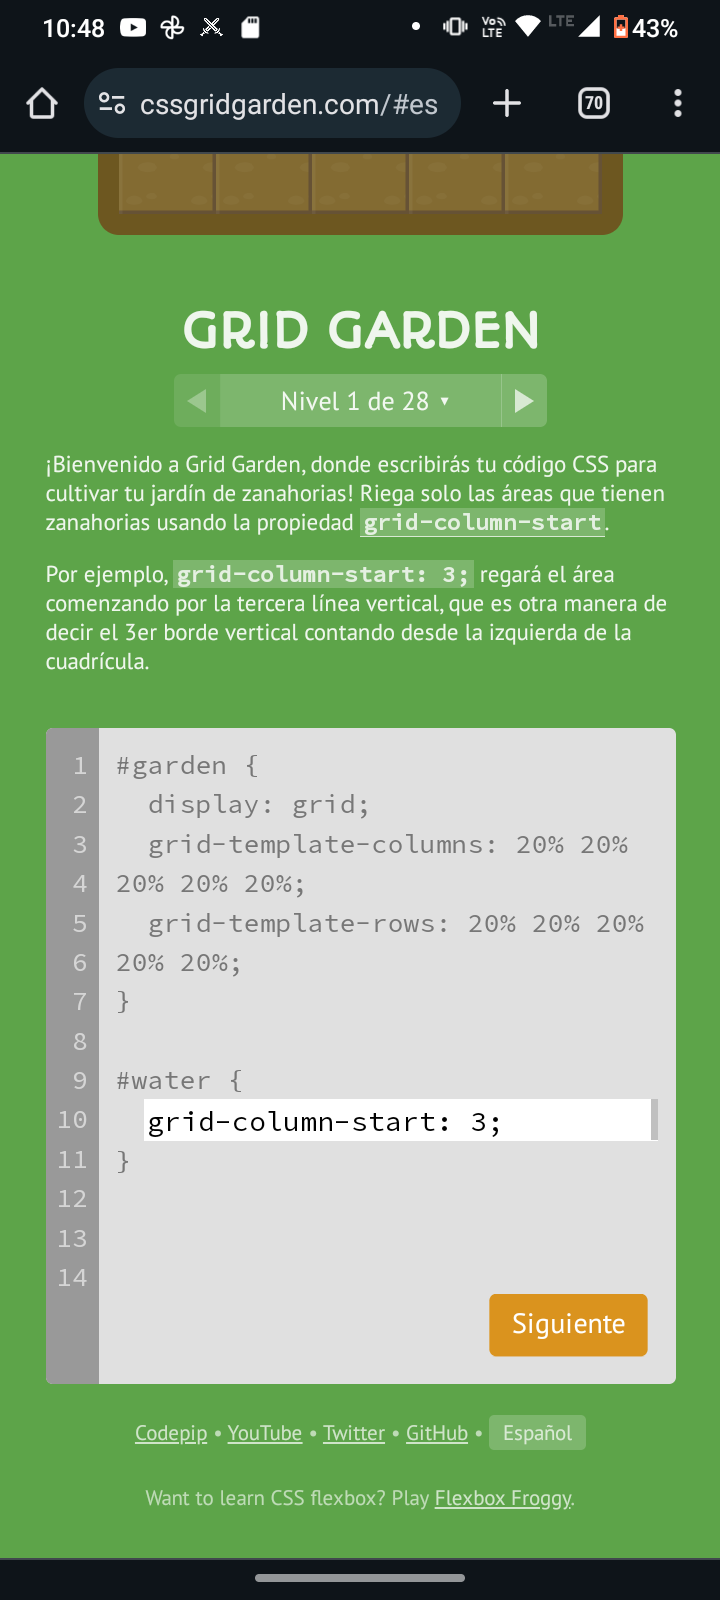 10:48 Vo LTE LTE 43%
cssgridgarden.com/#es 70
GRID GARDEN
Nivel 1 de 28 ▾
¡Bienvenido a Grid Garden, donde escribirás tu código CSS para
cultivar tu jardín de zanahorias! Riega solo las áreas que tienen
zanahorias usando la propiedad grid-column-start.
Por ejemplo, grid-column-start: 3; regará el área
comenzando por la tercera línea vertical, que es otra manera de
decir el 3er borde vertical contando desde la izquierda de la
cuadrícula.
1 #garden {
2 display: grid;
3 grid-template-columns: 20% 20%
4 20% 20% 20%;
5 grid-template-rows: 20% 20% 20%
6 20% 20%;
7 }
8
9 #water {
10 grid-column-start: 3;
11 }
12
13
14
Siguiente
Codepip • YouTube • Twitter • GitHub • Español
Want to learn CSS flexbox? Play Flexbox Froggy.